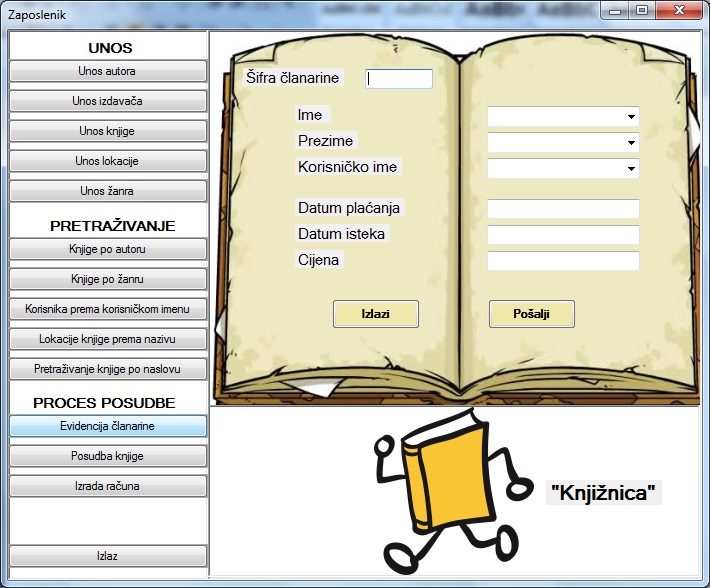 Zaposlenik
UNOS
Unos autora
Unos izdavača
Unos knjige
Unos lokacije
Unos žanra
PRETRAŽIVANJE
Knjige po autoru
Knjige po žanru
Korisnika prema korisničkom imenu
Lokacije knjige prema nazivu
Pretraživanje knjige po naslovu
PROCES POSUDBE
Evidencija članarine
Posudba knjige
Izrada računa
Izlaz
Šifra članarine
Ime
Prezime
Korisničko ime
Datum plaćanja
Datum isteka
Cijena
Izlazi
Pošalji
"Knjižnica"